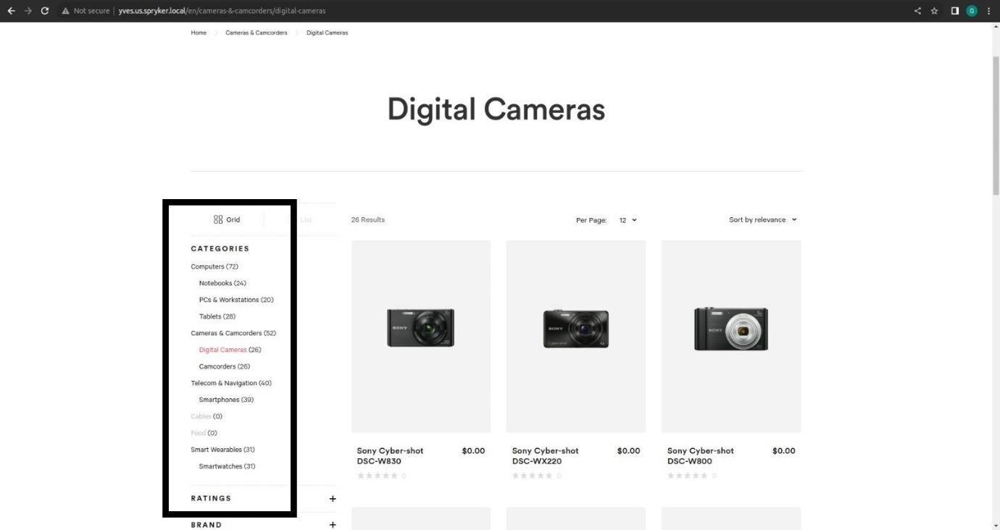 Not secure | yves.us.spryker.local/en/cameras-&-camcorders/digital-cameras
G
Home Cameras & Camcorders Digital Cameras
Digital Cameras
Grid List
26 Results Per Page: 12 Sort by relevance
CATEGORIES
Computers (72)
Notebooks (24)
PCs & Workstations (20)
Tablets (28)
Cameras & Camcorders (52)
Digital Cameras (26)
Camcorders (26)
Telecom & Navigation (40)
Smartphones (39)
Cables (0)
Food (0)
Smart Wearables (31)
Smartwatches (31)
RATINGS +
BRAND +
SONY
SONY
Cyber-shot
SONY
Sony Cyber-shot DSC-W830 $0.00
0
Sony Cyber-shot DSC-WX220 $0.00
0
Sony Cyber-shot DSC-W800 $0.00
0